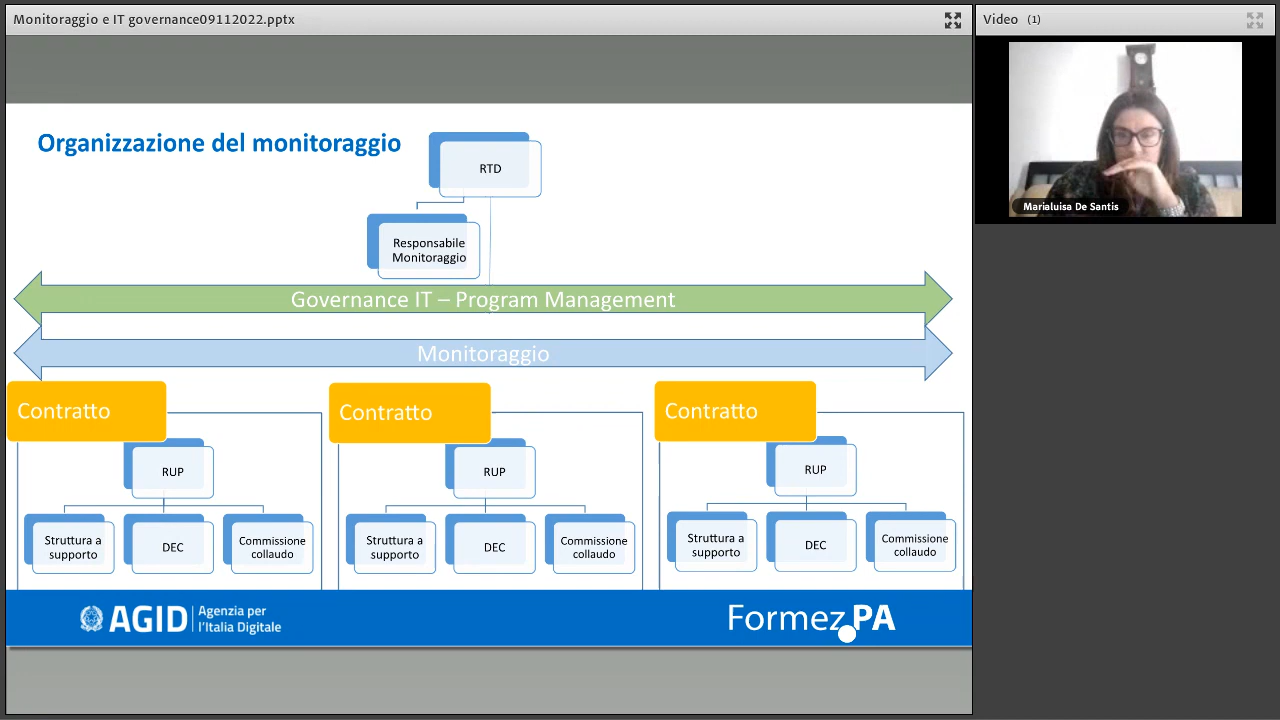 Monitoraggio e IT governance09112022.pptx
Video (1)
Marialuisa De Santis
Organizzazione del monitoraggio
RTD
Responsabile
Monitoraggio
Governance IT – Program Management
Monitoraggio
Contratto
RUP
Struttura a
supporto
DEC
Commissione
collaudo
Contratto
RUP
Struttura a
supporto
DEC
Commissione
collaudo
Contratto
RUP
Struttura a
supporto
DEC
Commissione
collaudo
AGID
Agenzia per
l'Italia Digitale
Formez PA